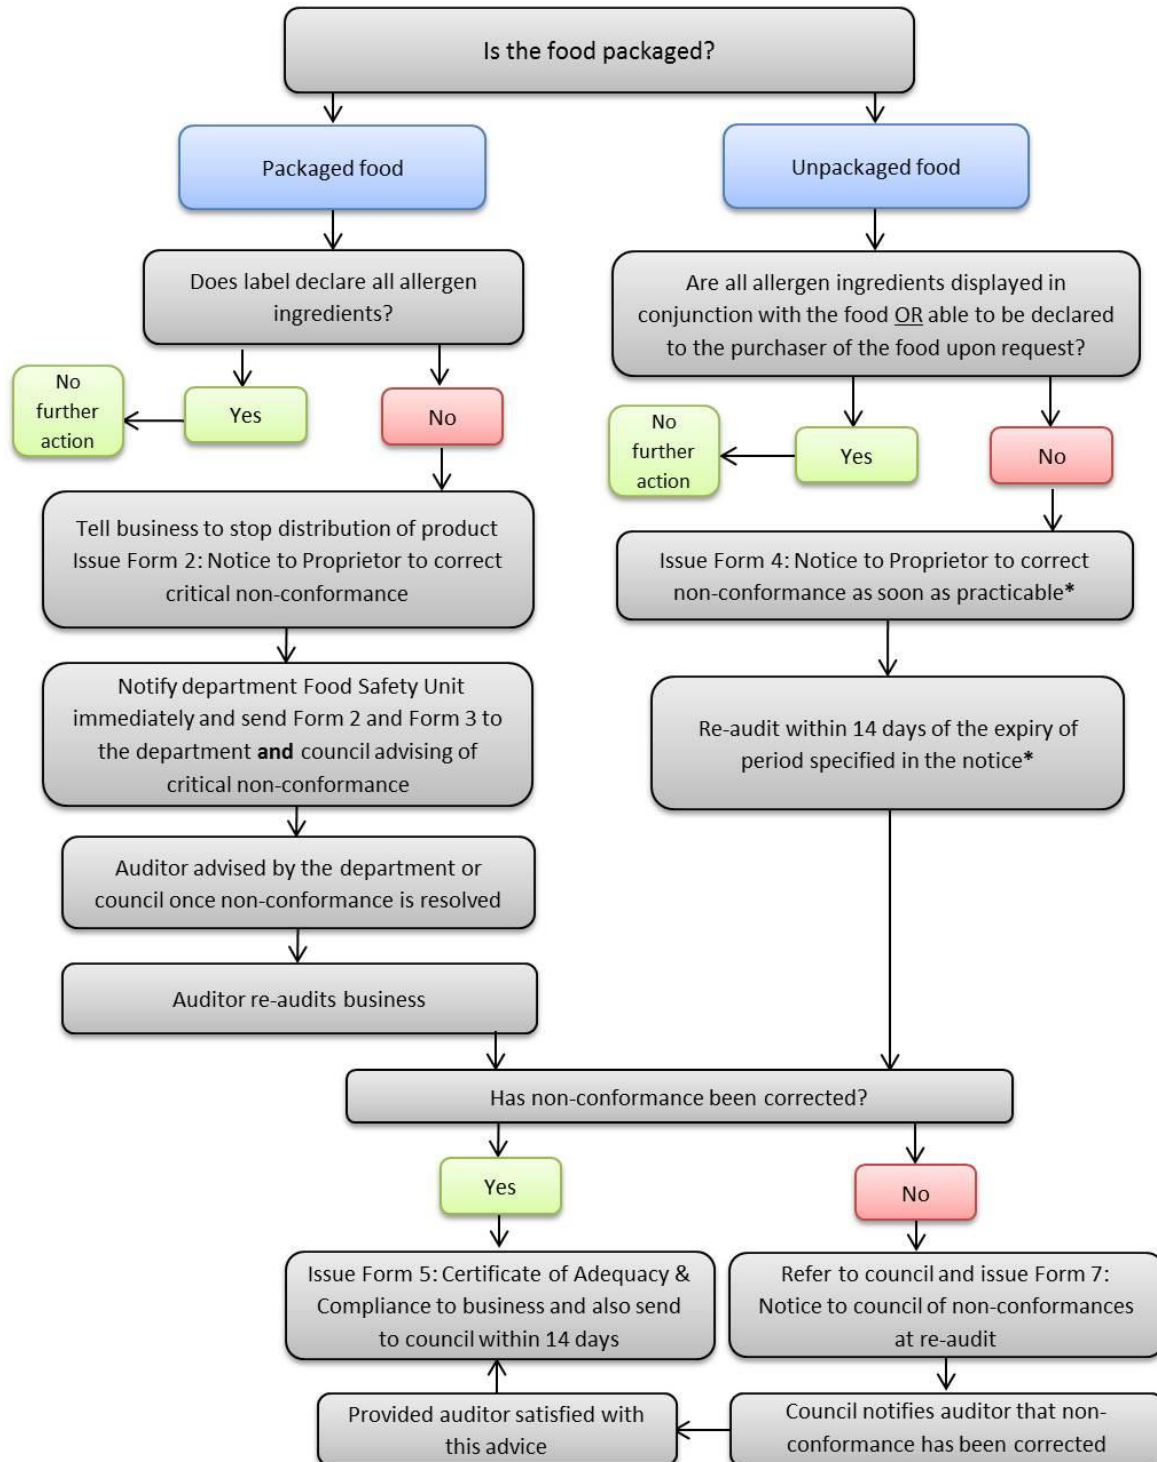 Is the food packaged?
Packaged food
Unpackaged food
Does label declare all allergen
ingredients?
Are all allergen ingredients displayed in
conjunction with the food OR able to be declared
to the purchaser of the food upon request?
No
further
action
Yes
No
No
further
action
Yes
No
Tell business to stop distribution of product
Issue Form 2: Notice to Proprietor to correct
critical non-conformance
Issue Form 4: Notice to Proprietor to correct
non-conformance as soon as practicable*
Notify department Food Safety Unit
immediately and send Form 2 and Form 3 to
the department and council advising of
critical non-conformance
Re-audit within 14 days of the expiry of
period specified in the notice*
Auditor advised by the department or
council once non-conformance is resolved
Auditor re-audits business
Has non-conformance been corrected?
Yes
No
Issue Form 5: Certificate of Adequacy &
Compliance to business and also send
to council within 14 days
Refer to council and issue Form 7:
Notice to council of non-conformances
at re-audit
Provided auditor satisfied with
this advice
Council notifies auditor that non-
conformance has been corrected